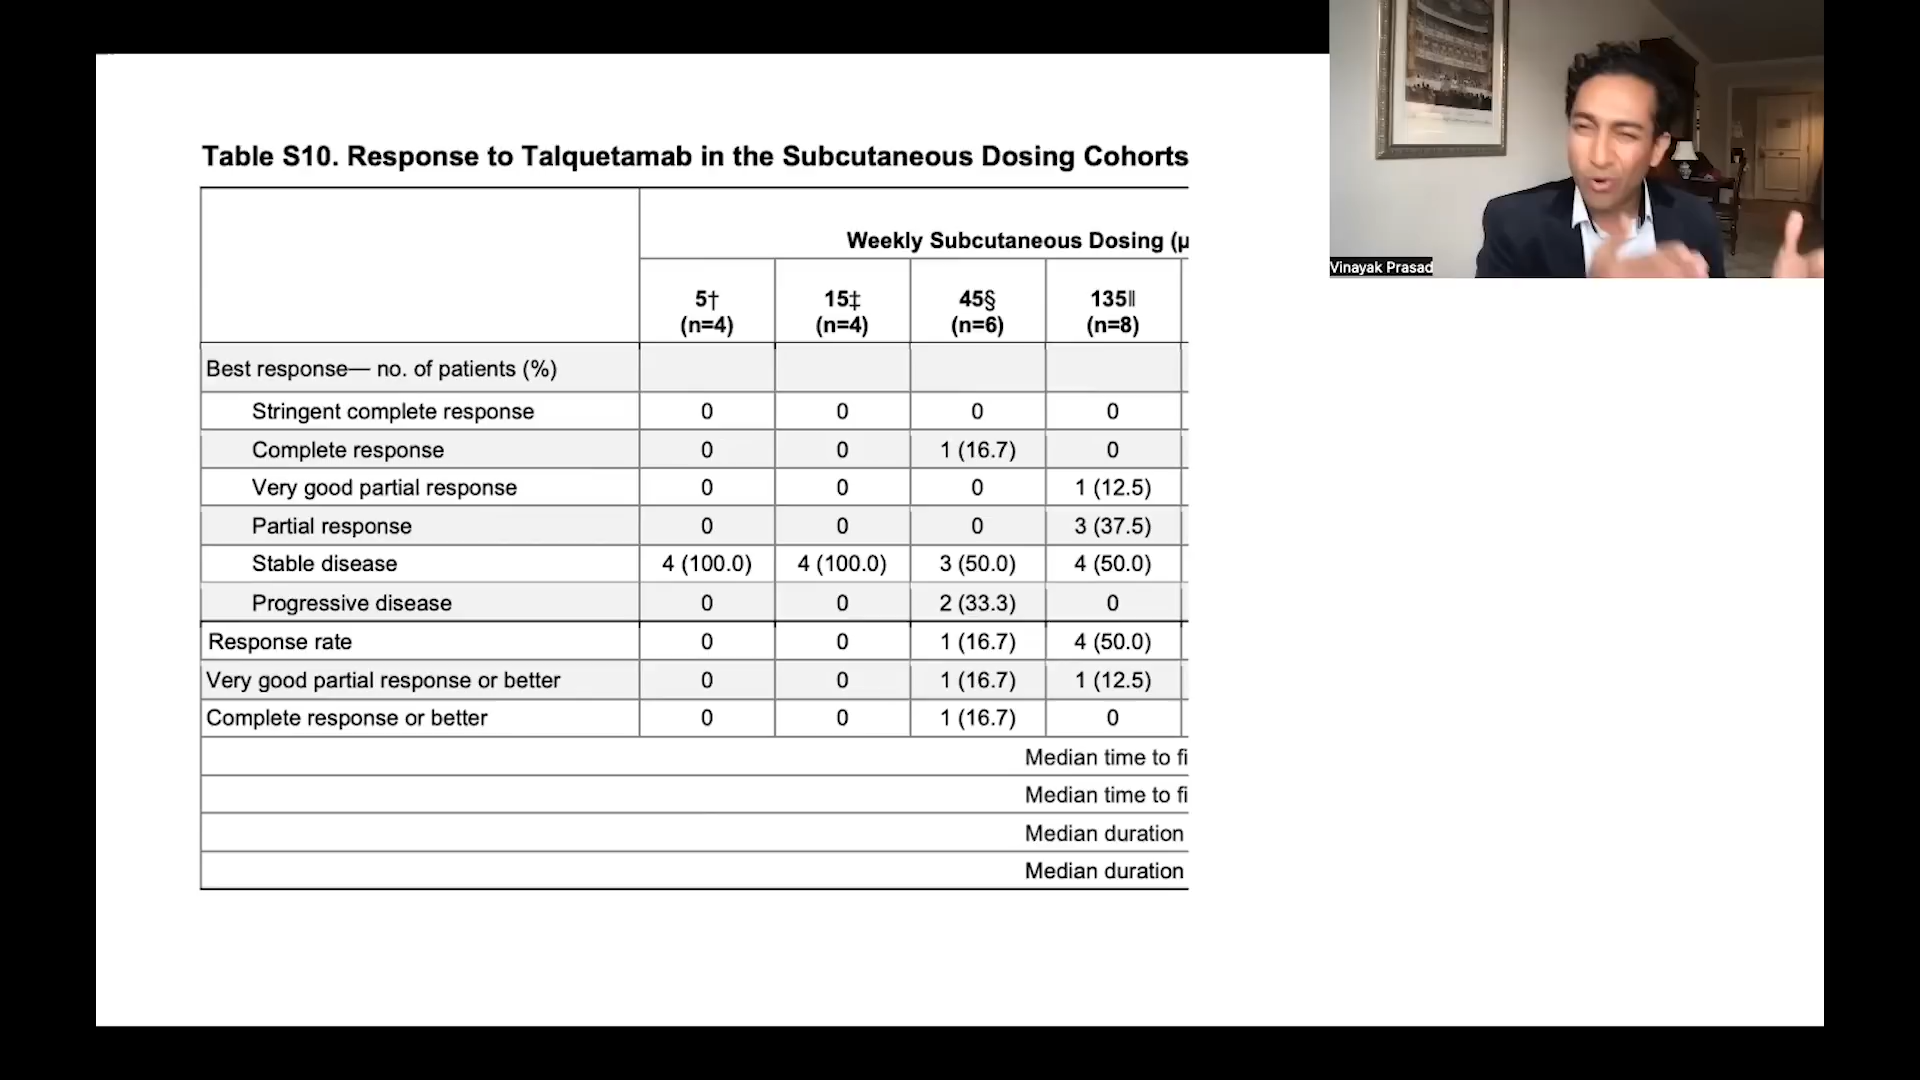 Table S10. Response to Talquetamab in the Subcutaneous Dosing Cohorts
Weekly Subcutaneous Dosing (µ
5† 15‡ 45§ 135‖
(n=4) (n=4) (n=6) (n=8)
Best response— no. of patients (%)
Stringent complete response 0 0 0 0
Complete response 0 0 1 (16.7) 0
Very good partial response 0 0 0 1 (12.5)
Partial response 0 0 0 3 (37.5)
Stable disease 4 (100.0) 4 (100.0) 3 (50.0) 4 (50.0)
Progressive disease 0 0 2 (33.3) 0
Response rate 0 0 1 (16.7) 4 (50.0)
Very good partial response or better 0 0 1 (16.7) 1 (12.5)
Complete response or better 0 0 1 (16.7) 0
Median time to fi
Median time to fi
Median duration
Median duration
Vinayak Prasad